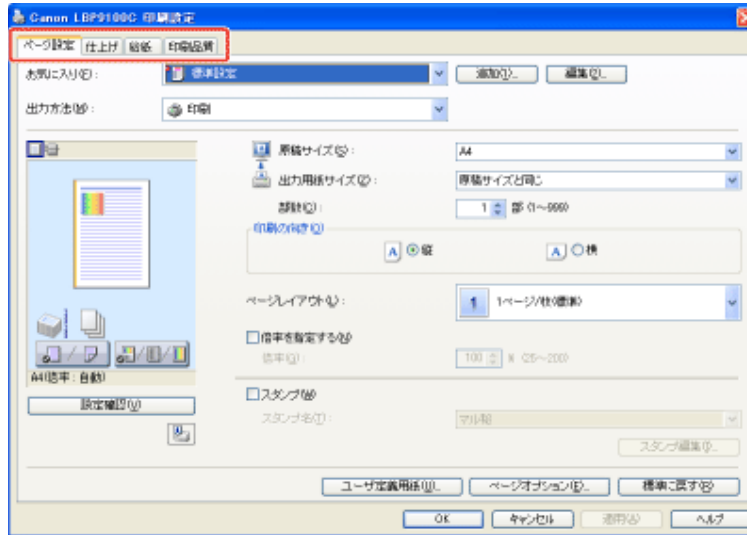 Canon LBP9100C 印刷設定
ページ設定 仕上げ 給紙 印刷品質
お気に入り(F): 標準設定 追加(1)... 編集(2)...
出力方法(M): 印刷
原稿サイズ(S): A4
出力用紙サイズ(Z): 原稿サイズと同じ
部数(C): 1 部 (1~999)
印刷の向き(O)
A 縦 A 横
ページレイアウト(L): 1 1ページ/枚(標準)
倍率を指定する(N)
倍率(G): 100 % (25~200)
A4(倍率:自動)
設定確認(V)
スタンプ(W)
スタンプ名(T): マル秘
スタンプ編集(I)...
ユーザ定義用紙(U)... ページオプション(E)... 標準に戻す(R)
OK キャンセル 適用(A) ヘルプ